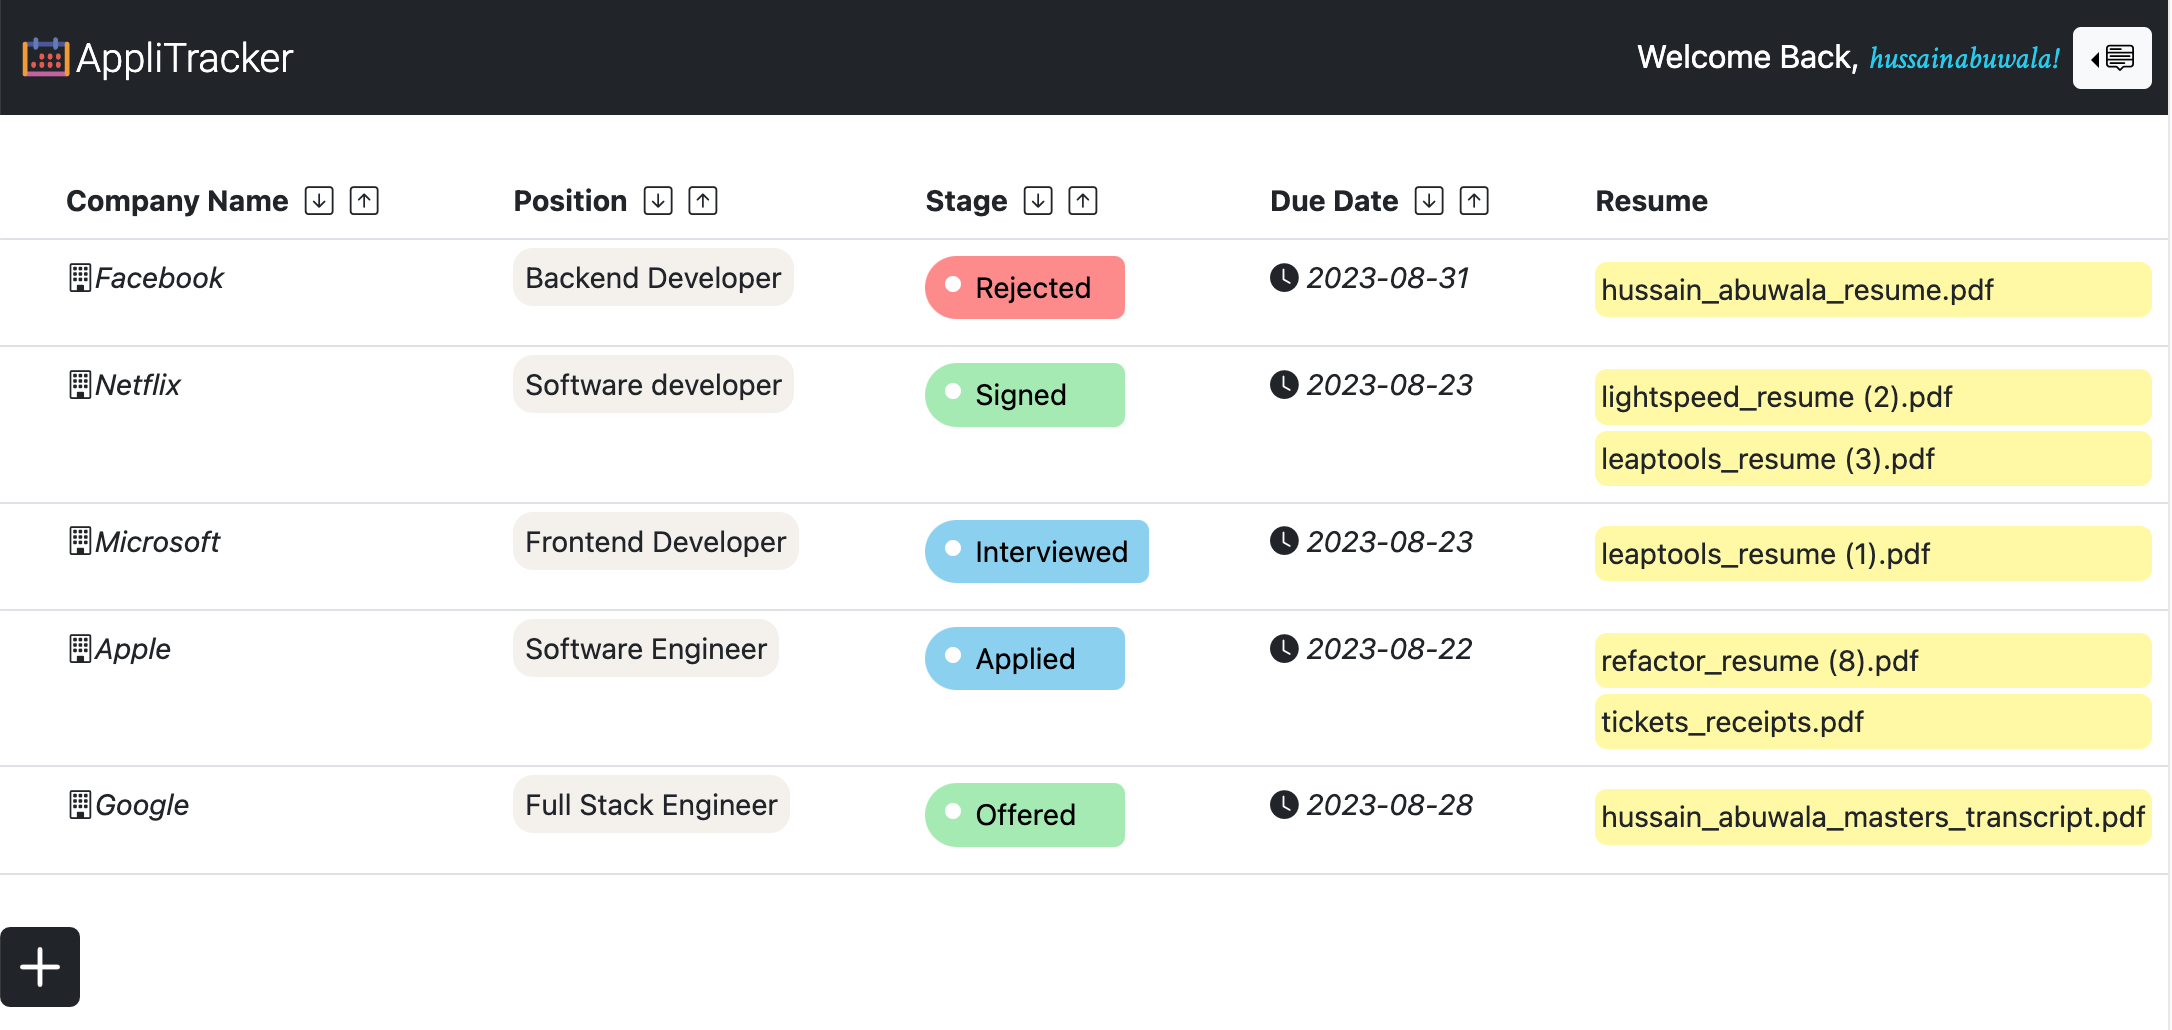 AppliTracker
Welcome Back, hussainabuwala!
Company Name Position Stage Due Date Resume
Facebook Backend Developer Rejected 2023-08-31 hussain_abuwala_resume.pdf
Netflix Software developer Signed 2023-08-23 lightspeed_resume (2).pdf
leaptools_resume (3).pdf
Microsoft Frontend Developer Interviewed 2023-08-23 leaptools_resume (1).pdf
Apple Software Engineer Applied 2023-08-22 refactor_resume (8).pdf
tickets_receipts.pdf
Google Full Stack Engineer Offered 2023-08-28 hussain_abuwala_masters_transcript.pdf